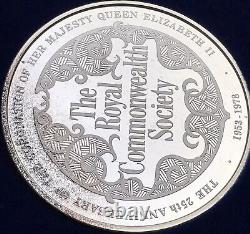 The
Royal
Commonwealth
Society
THE 25th ANNIVERSARY OF THE CORONATION OF HER MAJESTY QUEEN ELIZABETH II
1953-1978